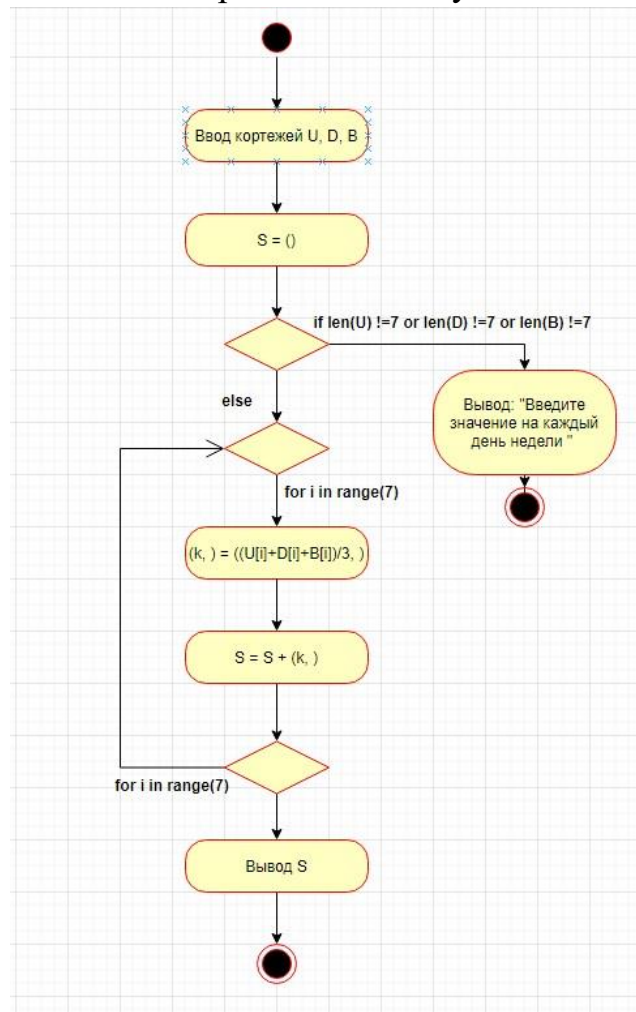 Ввод кортежей U, D, B
S = ()
if len(U) !=7 or len(D) !=7 or len(B) !=7
Вывод: "Введите
значение на каждый
день недели "
else
for i in range(7)
(k, ) = ((U[i]+D[i]+B[i])/3, )
S = S + (k, )
for i in range(7)
Вывод S